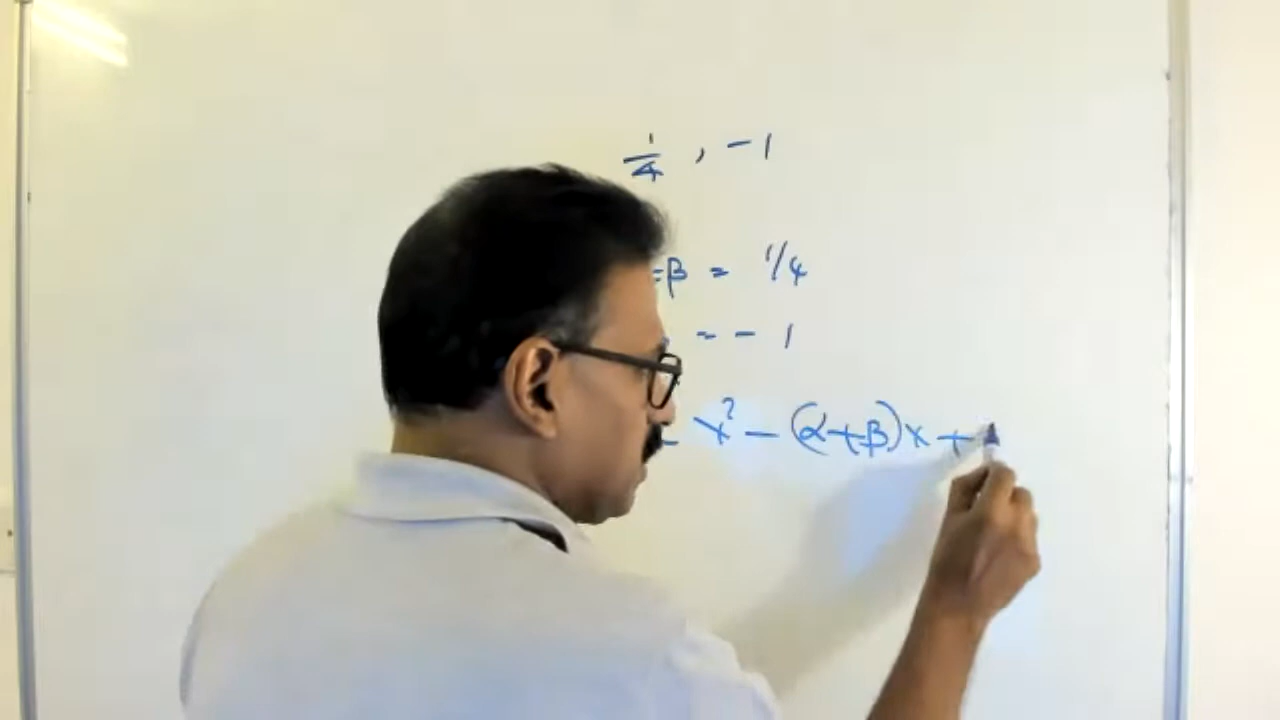 1/4 , -1
β = 1/4
= - 1
x² - (α+β)x +